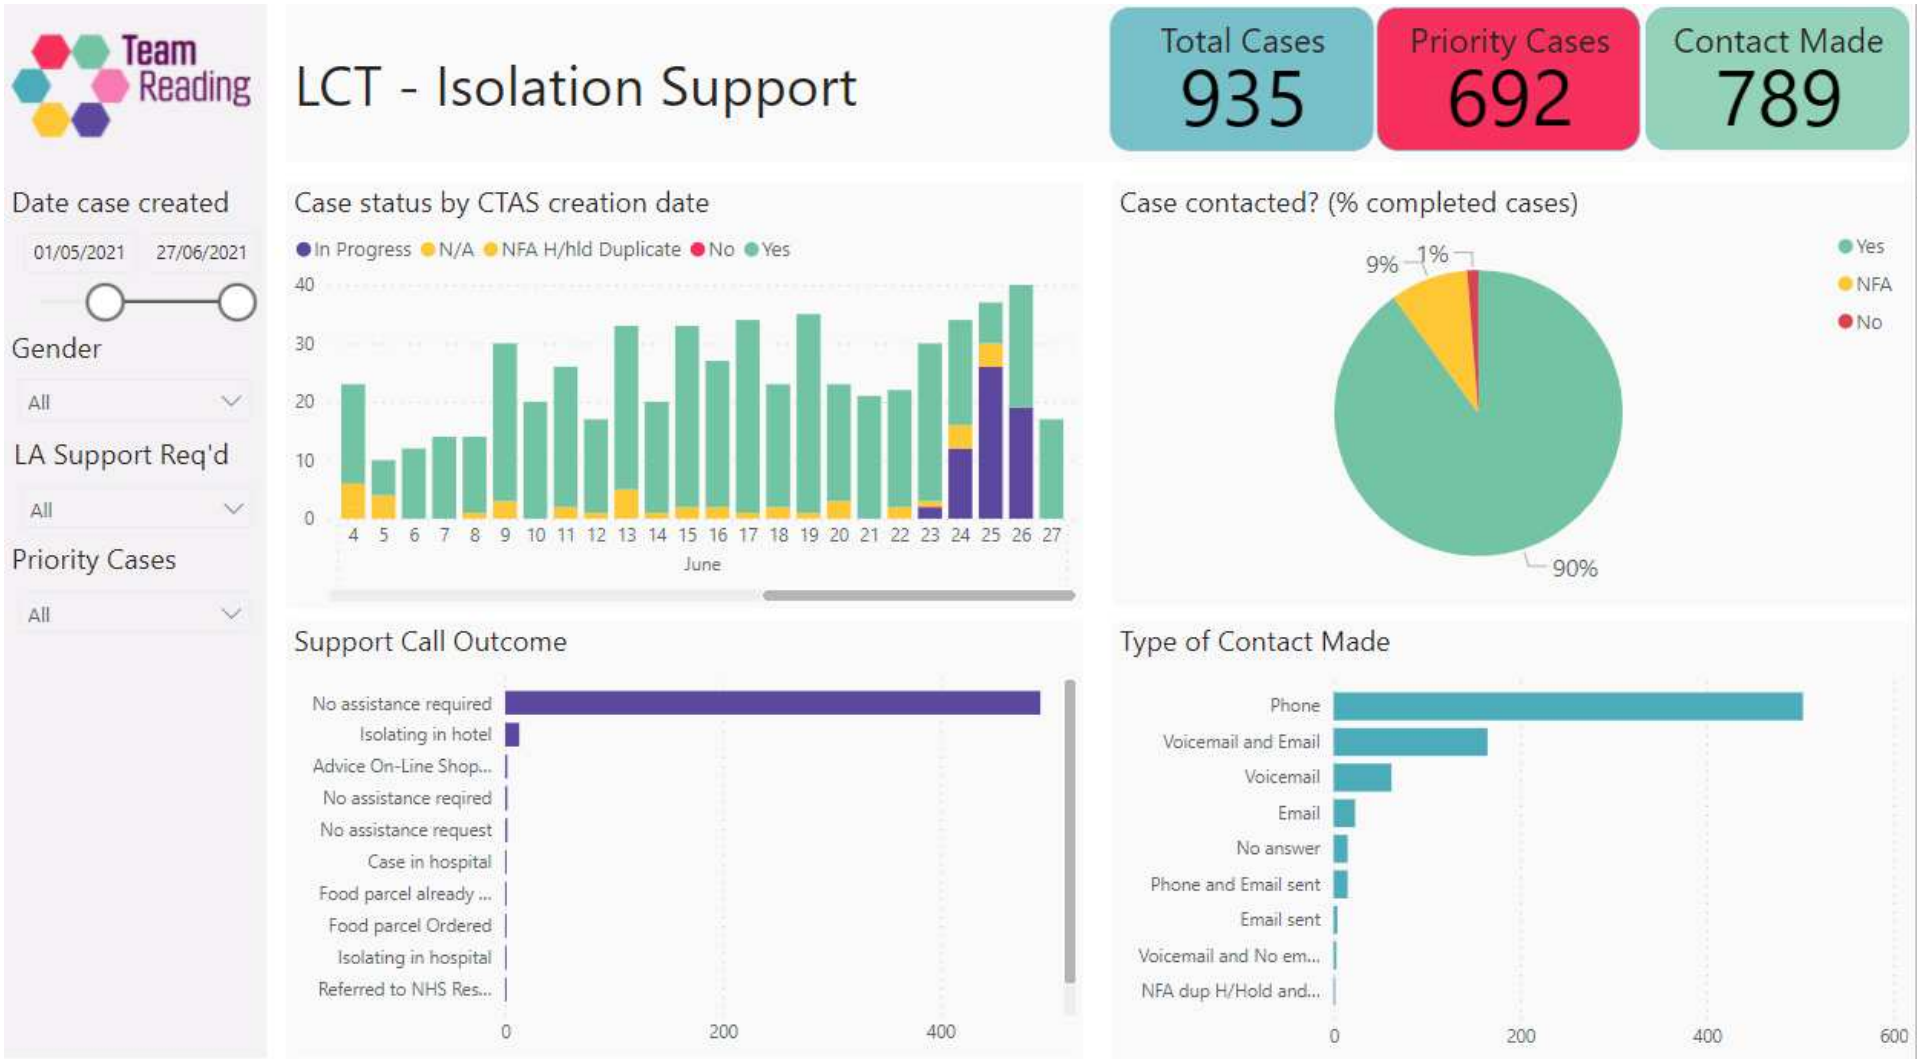 Team
Reading
LCT - Isolation Support
Total Cases
935
Priority Cases
692
Contact Made
789
Date case created
01/05/2021 27/06/2021
Gender
All
LA Support Req'd
All
Priority Cases
All
Case status by CTAS creation date
In Progress N/A NFA H/hld Duplicate No Yes
40
30
20
10
0
4 5 6 7 8 9 10 11 12 13 14 15 16 17 18 19 20 21 22 23 24 25 26 27
June
Case contacted? (% completed cases)
9% 1%
90%
Yes
NFA
No
Support Call Outcome
No assistance required
Isolating in hotel
Advice On-Line Shop...
No assistance reqired
No assistance request
Case in hospital
Food parcel already ...
Food parcel Ordered
Isolating in hospital
Referred to NHS Res...
0 200 400
Type of Contact Made
Phone
Voicemail and Email
Voicemail
Email
No answer
Phone and Email sent
Email sent
Voicemail and No em...
NFA dup H/Hold and...
0 200 400 600